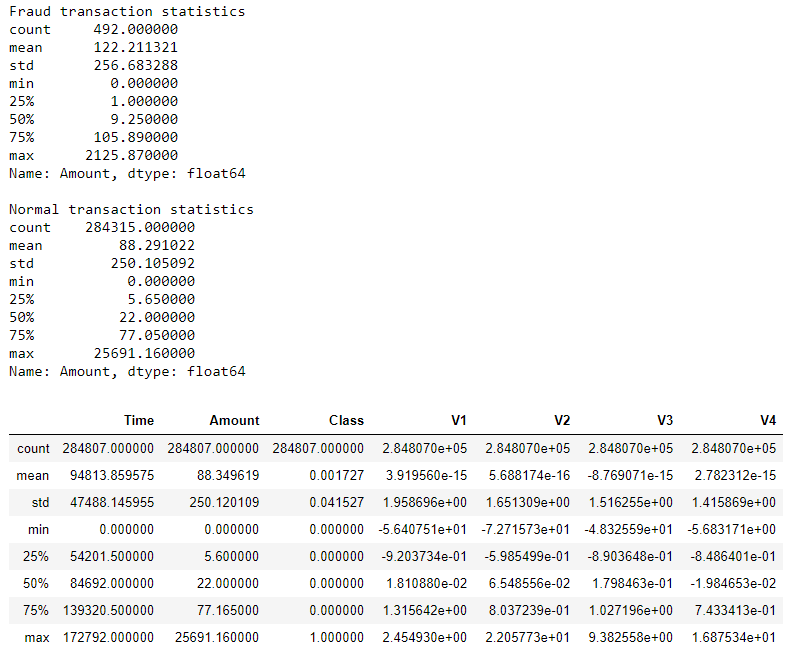 Fraud transaction statistics
count 492.000000
mean 122.211321
std 256.683288
min 0.000000
25% 1.000000
50% 9.250000
75% 105.890000
max 2125.870000
Name: Amount, dtype: float64
Normal transaction statistics
count 284315.000000
mean 88.291022
std 250.105092
min 0.000000
25% 5.650000
50% 22.000000
75% 77.050000
max 25691.160000
Name: Amount, dtype: float64
Time Amount Class V1 V2 V3 V4
count 284807.000000 284807.000000 284807.000000 2.848070e+05 2.848070e+05 2.848070e+05 2.848070e+05
mean 94813.859575 88.349619 0.001727 3.919560e-15 5.688174e-16 -8.769071e-15 2.782312e-15
std 47488.145955 250.120109 0.041527 1.958696e+00 1.651309e+00 1.516255e+00 1.415869e+00
min 0.000000 0.000000 0.000000 -5.640751e+01 -7.271573e+01 -4.832559e+01 -5.683171e+00
25% 54201.500000 5.600000 0.000000 -9.203734e-01 -5.985499e-01 -8.903648e-01 -8.486401e-01
50% 84692.000000 22.000000 0.000000 1.810880e-02 6.548556e-02 1.798463e-01 -1.984653e-02
75% 139320.500000 77.165000 0.000000 1.315642e+00 8.037239e-01 1.027196e+00 7.433413e-01
max 172792.000000 25691.160000 1.000000 2.454930e+00 2.205773e+01 9.382558e+00 1.687534e+01